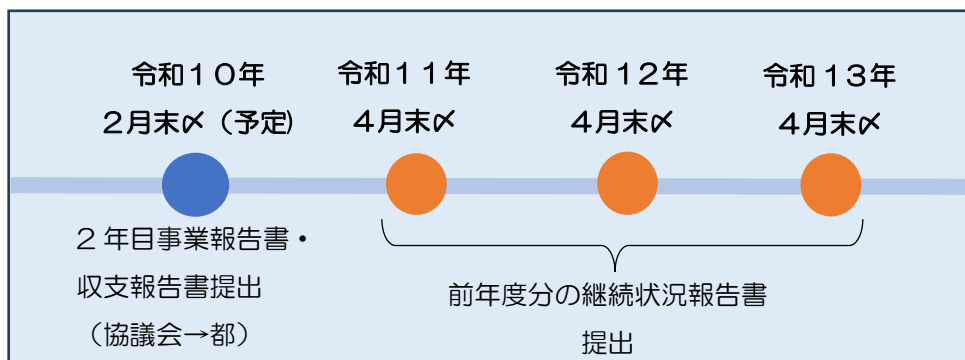 令和１０年
２月末〆（予定)
令和１１年
４月末〆
令和１２年
４月末〆
令和１３年
４月末〆
２年目事業報告書・
収支報告書提出
（協議会→都）
前年度分の継続状況報告書
提出